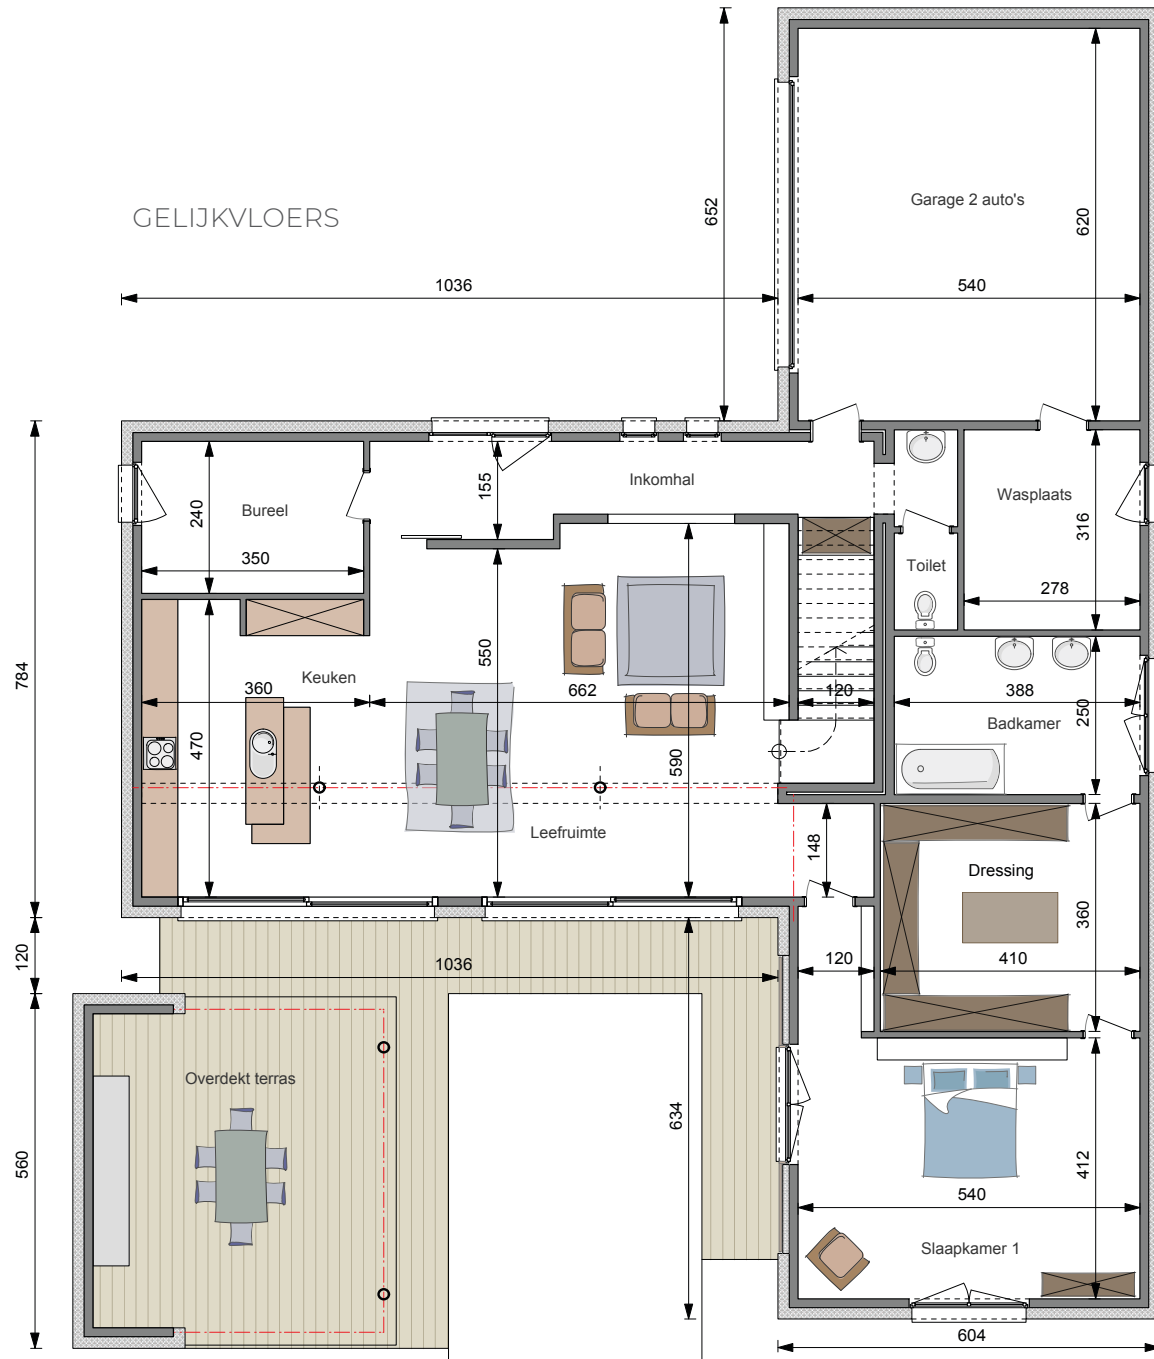 652
Garage 2 auto's
620
GELIJKVLOERS
1036
540
Inkomhal
155
Wasplaats
240
Bureel
316
350
Toilet
278
784
550
Keuken
360
662
120
388
250
Badkamer
470
590
Leefruimte
148
Dressing
360
120
1036
120
410
Overdekt terras
634
560
412
540
Slaapkamer 1
604